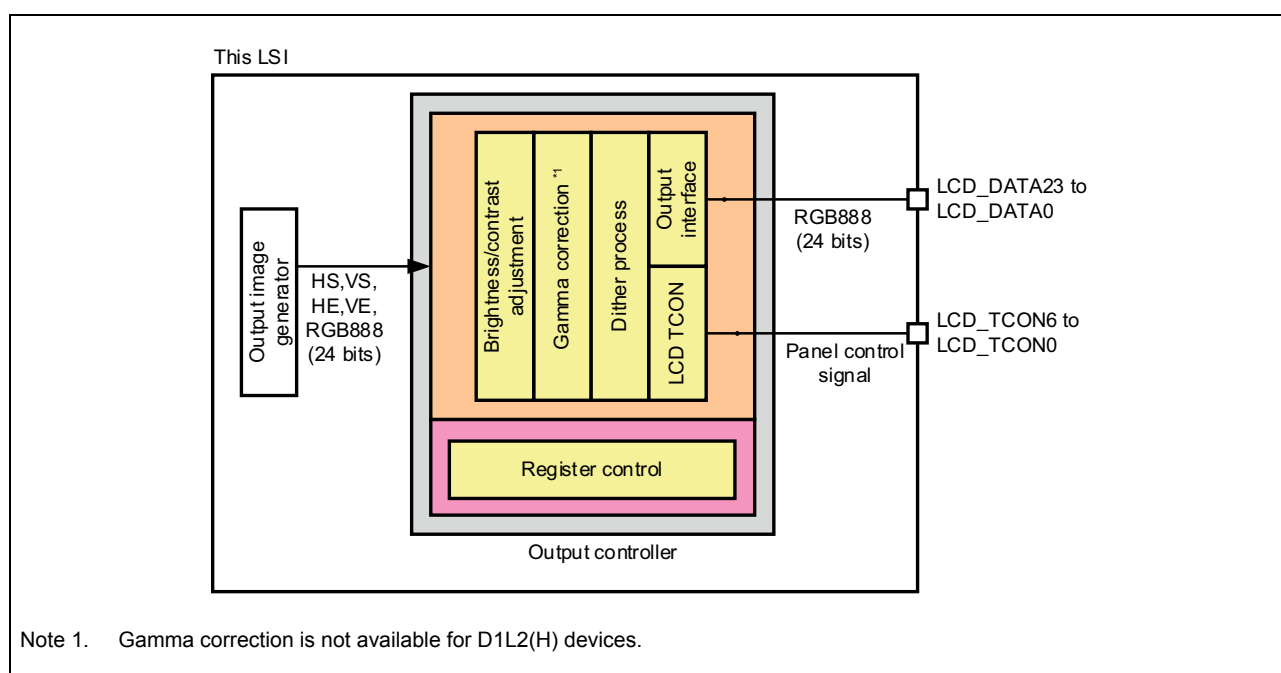 This LSI
Output image
generator
HS,VS,
HE,VE,
RGB888
(24 bits)
Brightness/contrast
adjustment
Gamma correction *1
Dither process
Output
interface
LCD TCON
RGB888
(24 bits)
LCD_DATA23 to
LCD_DATA0
Panel control
signal
LCD_TCON6 to
LCD_TCON0
Register control
Output controller
Note 1. Gamma correction is not available for D1L2(H) devices.